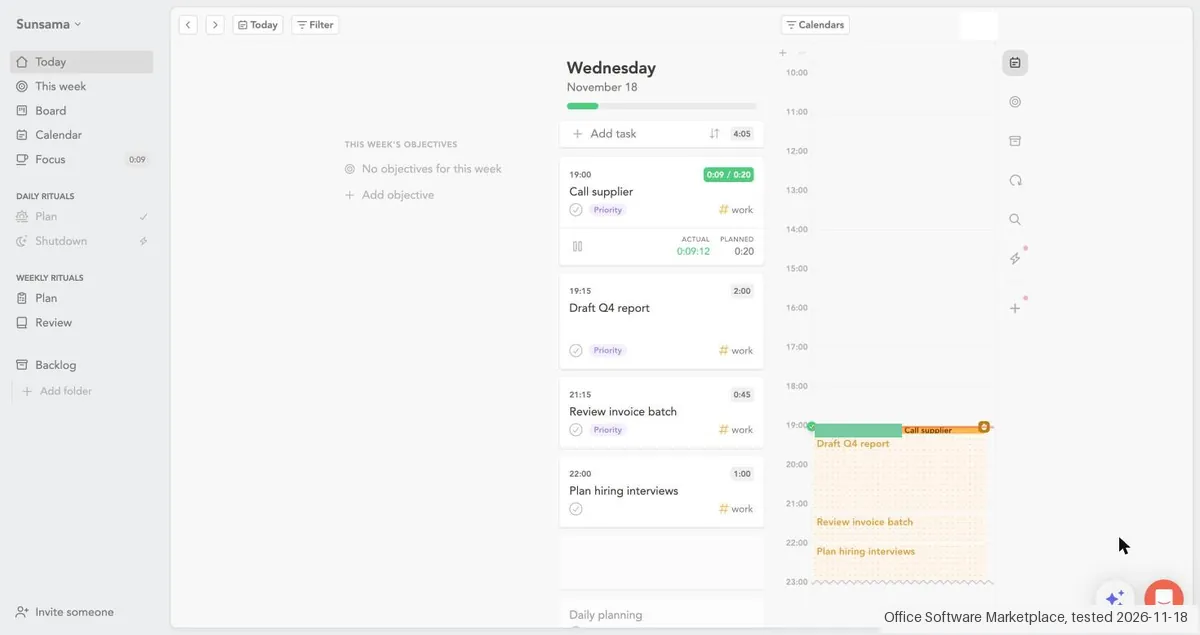 Sunsama
Today
This week
Board
Calendar
Focus 0:09
DAILY RITUALS
Plan
Shutdown
WEEKLY RITUALS
Plan
Review
Backlog
Add folder
Invite someone
Today
Filter
THIS WEEK'S OBJECTIVES
No objectives for this week
Add objective
Wednesday
November 18
Add task 4:05
19:00 0:09 / 0:20
Call supplier
Priority # work
ACTUAL PLANNED
0:09:12 0:20
19:15 2:00
Draft Q4 report
Priority # work
21:15 0:45
Review invoice batch
Priority # work
22:00 1:00
Plan hiring interviews
# work
Daily planning
Calendars
10:00
11:00
12:00
13:00
14:00
15:00
16:00
17:00
18:00
19:00
Call supplier
Draft Q4 report
20:00
21:00
Review invoice batch
22:00
Plan hiring interviews
23:00
Office Software Marketplace, tested 2026-11-18